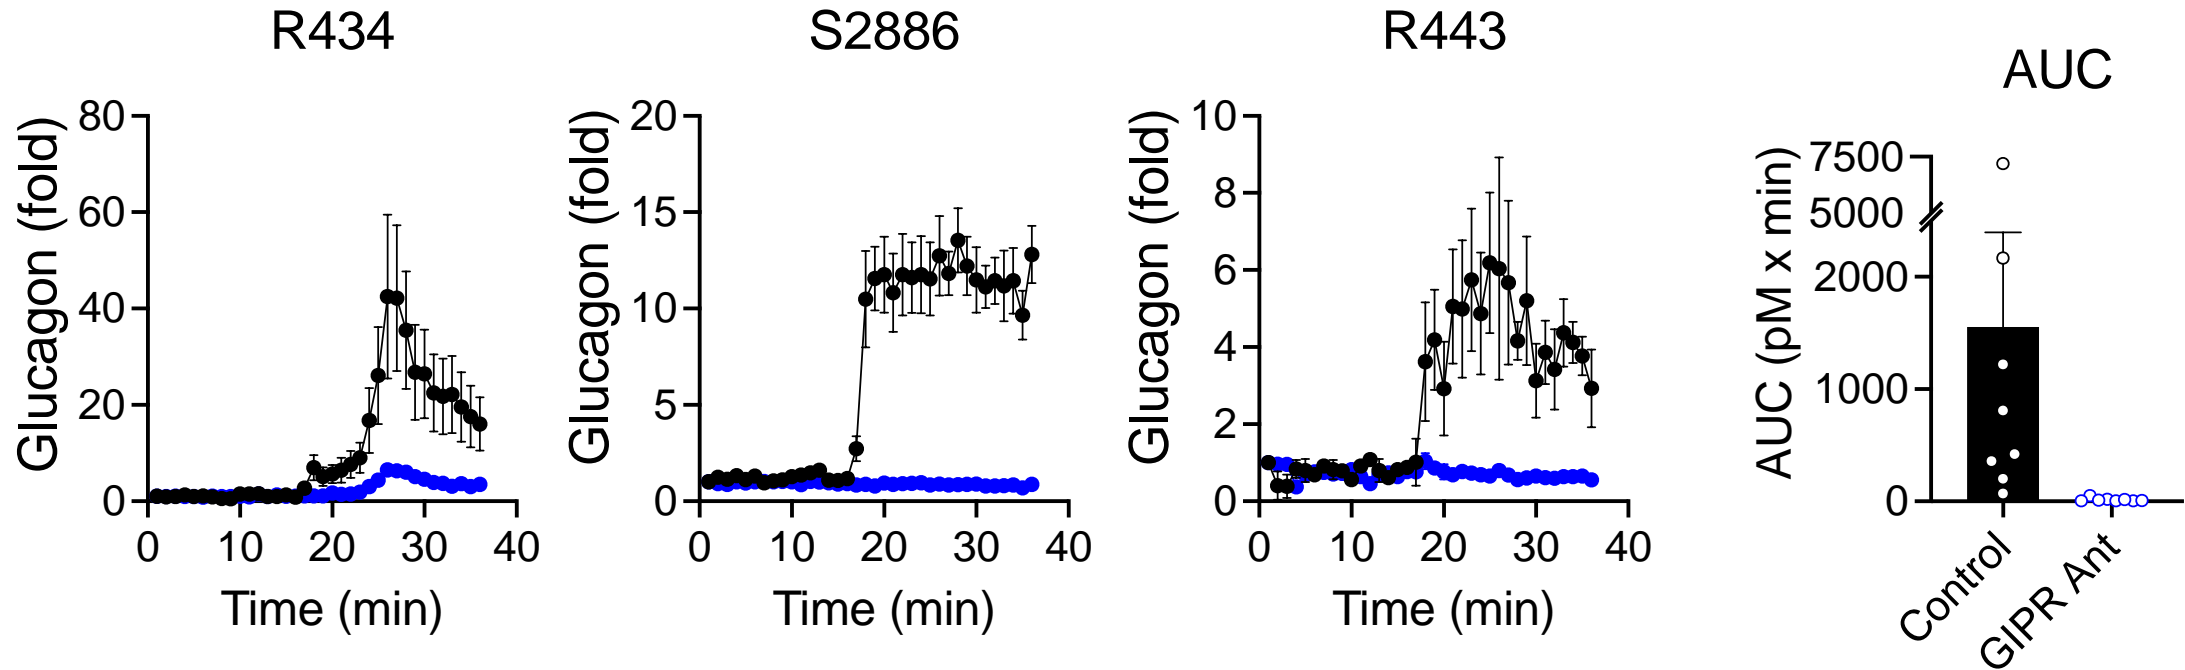 R434
Glucagon (fold)
80
60
40
20
0
0 10 20 30 40
Time (min)
S2886
Glucagon (fold)
20
15
10
5
0
0 10 20 30 40
Time (min)
R443
Glucagon (fold)
10
8
6
4
2
0
0 10 20 30 40
Time (min)
AUC
AUC (pM x min)
7500
5000
2000
1000
0
Control
GIPR Ant